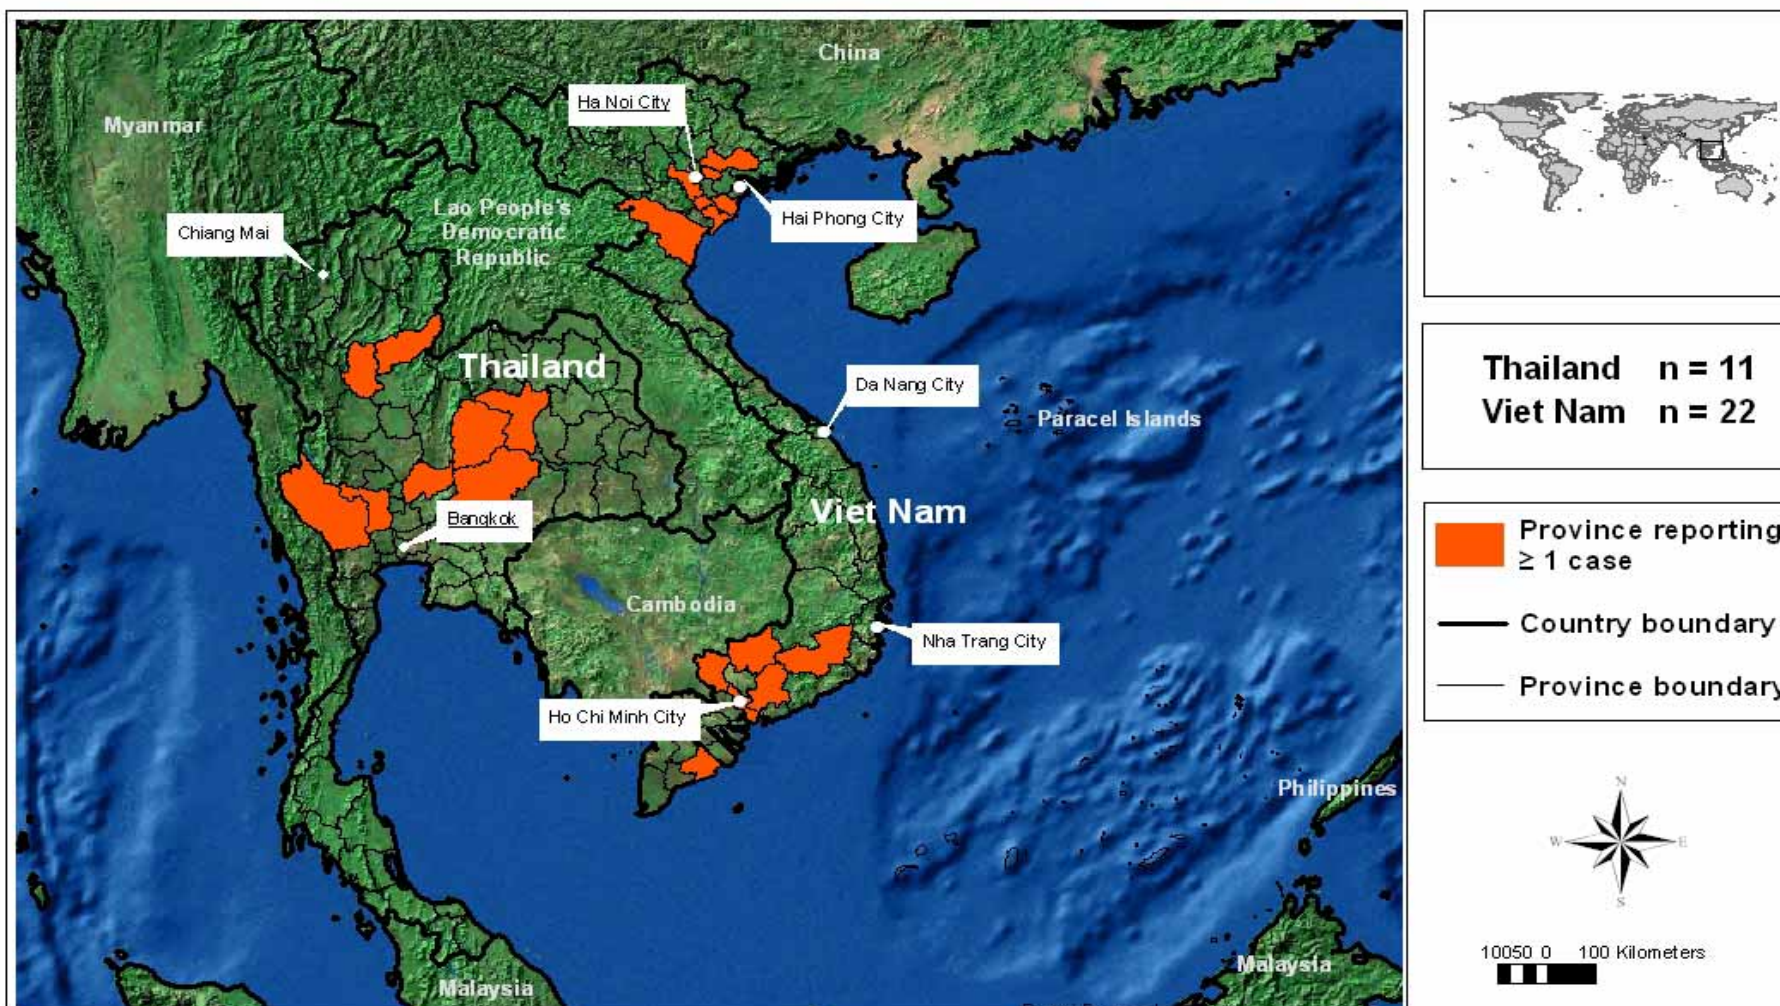 China
Myanmar
Ha Noi City
Hai Phong City
Lao People's
Democratic
Republic
Chiang Mai
Thailand
Da Nang City
Paracel Islands
Bangkok
Viet Nam
Cambodia
Nha Trang City
Ho Chi Minh City
Philippines
Malaysia
Malaysia
Thailand n = 11
Viet Nam n = 22
Province reporting
≥ 1 case
Country boundary
Province boundary
N
W E
S
10050 0 100 Kilometers